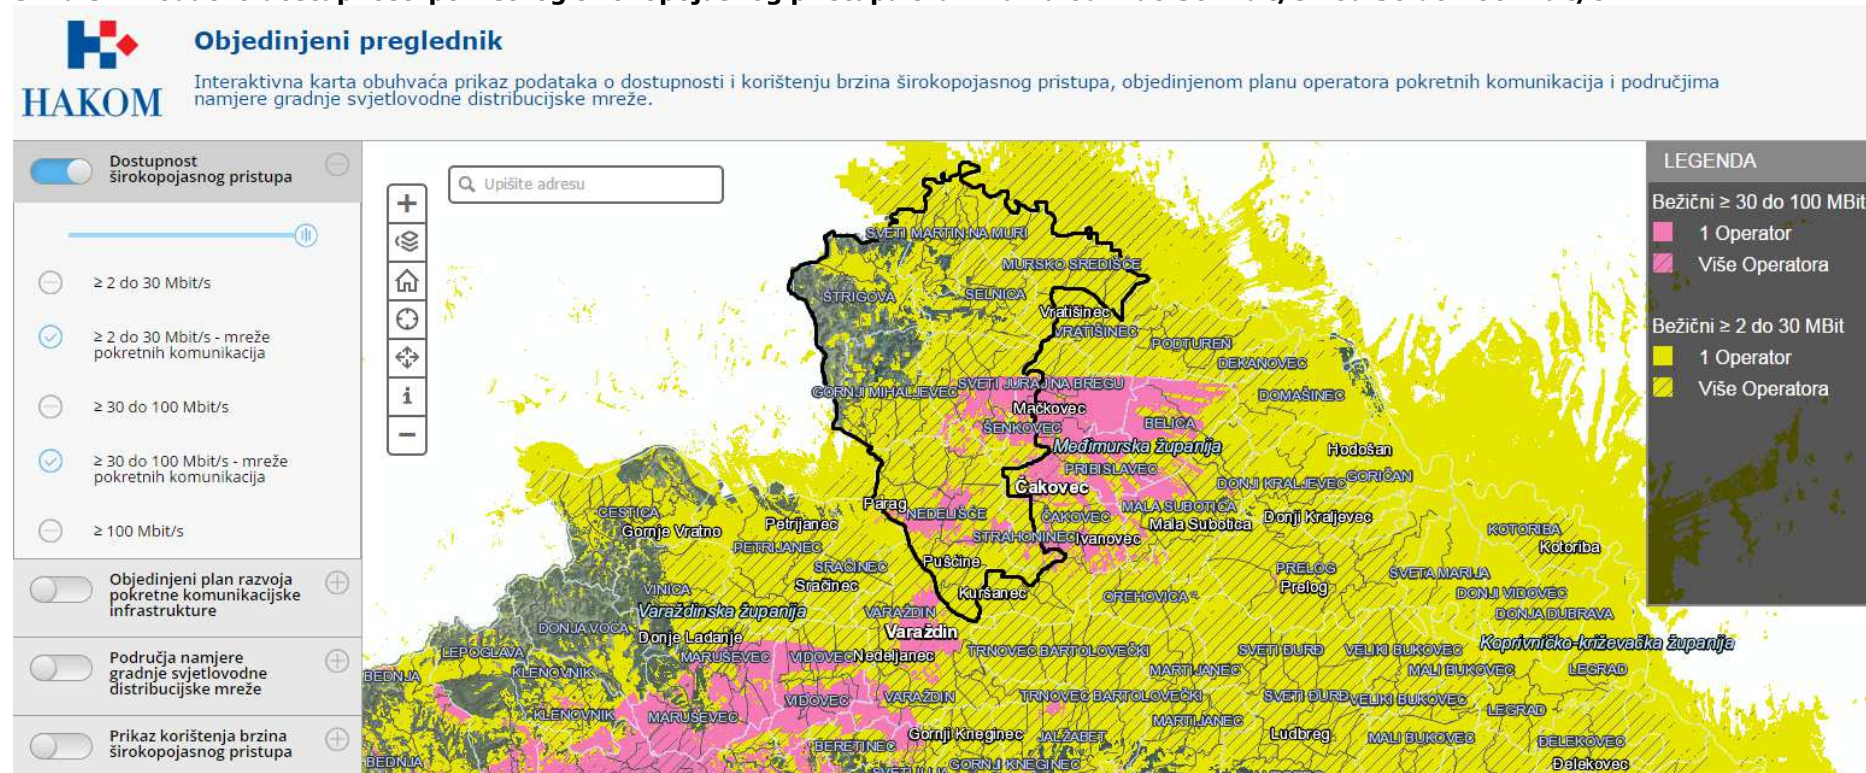 HAKOM
Objedinjeni preglednik
Interaktivna karta obuhvaća prikaz podataka o dostupnosti i korištenju brzina širokopojasnog pristupa, objedinjenom planu operatora pokretnih komunikacija i područjima
namjere gradnje svjetlovodne distribucijske mreže.
Dostupnost
širokopojasnog pristupa
≥ 2 do 30 Mbit/s
≥ 2 do 30 Mbit/s - mreže
pokretnih komunikacija
≥ 30 do 100 Mbit/s
≥ 30 do 100 Mbit/s - mreže
pokretnih komunikacija
≥ 100 Mbit/s
Objedinjeni plan razvoja
pokretne komunikacijske
infrastrukture
Područja namjere
gradnje svjetlovodne
distribucijske mreže
Prikaz korištenja brzina
širokopojasnog pristupa
Upišite adresu
LEGENDA
Bežični ≥ 30 do 100 MBit
1 Operator
Više Operatora
Bežični ≥ 2 do 30 MBit
1 Operator
Više Operatora
SVETI MARTIN NA MURI
MURSKO SREDIŠĆE
ŠTRIGOVA
SELNICA
Vratišinec
VRATIŠINEC
PODTUREN
DEKANOVEC
GORNJI MIHALJEVEC
SVETI JURAJ NA BREGU
DOMAŠINEC
Mačkovec
ŠENKOVEC
BELICA
Međimurska županija
Hodošan
PRIBISLAVEC
Čakovec
DONJI KRALJEVEC
GORIČAN
Parag
NEDELIŠĆE
ČAKOVEC
MALA SUBOTICA
Mala Subotica
Donji Kraljevec
CESTICA
Gornje Vratno
Petrijanec
PETRIJANEC
STRAHONINEC
Ivanovec
KOTORIBA
Kotoriba
SRAČINEC
Sračinec
Puščine
Kuršanec
PRELOG
Prelog
SVETA MARIJA
VINICA
OREHOVICA
DONJI VIDOVEC
DONJA DUBRAVA
Varaždinska županija
VARAŽDIN
Varaždin
DONJA VOĆA
Donje Ladanje
Koprivničko-križevačka županija
LEPOGLAVA
KLENOVNIK
MARUŠEVEC
VIDOVEC
Nedeljanec
TRNOVEC BARTOLOVEČKI
MARTIJANEC
SVETI ĐURĐ
VELIKI BUKOVEC
MALI BUKOVEC
LEGRAD
BEDNJA
VIDOVEC
VARAŽDIN
TRNOVEC BARTOLOVEČKI
SVETI ĐURĐ
VELIKI BUKOVEC
KLENOVNIK
MARUŠEVEC
MARTIJANEC
LEGRAD
BERETINEC
Gornji Kneginec
JALŽABET
Ludbreg
MALI BUKOVEC
ĐELEKOVEC
BEDNJA
GORNJI KNEGINEC
Đelekovec